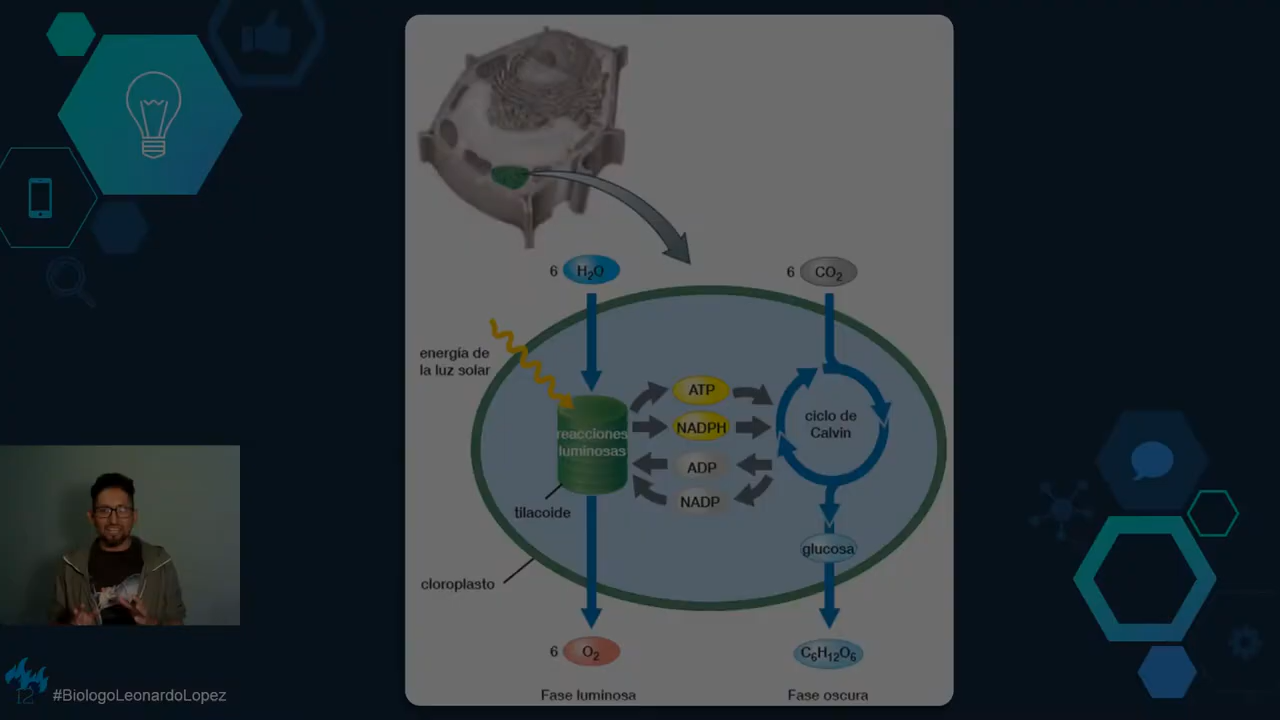 6 H₂O
6 CO₂
energía de
la luz solar
ATP
reacciones
luminosas
NADPH
ciclo de
Calvin
ADP
NADP
tilacoide
glucosa
cloroplasto
6 O₂
C₆H₁₂O₆
Fase luminosa
Fase oscura
12
#BiologoLeonardoLopez